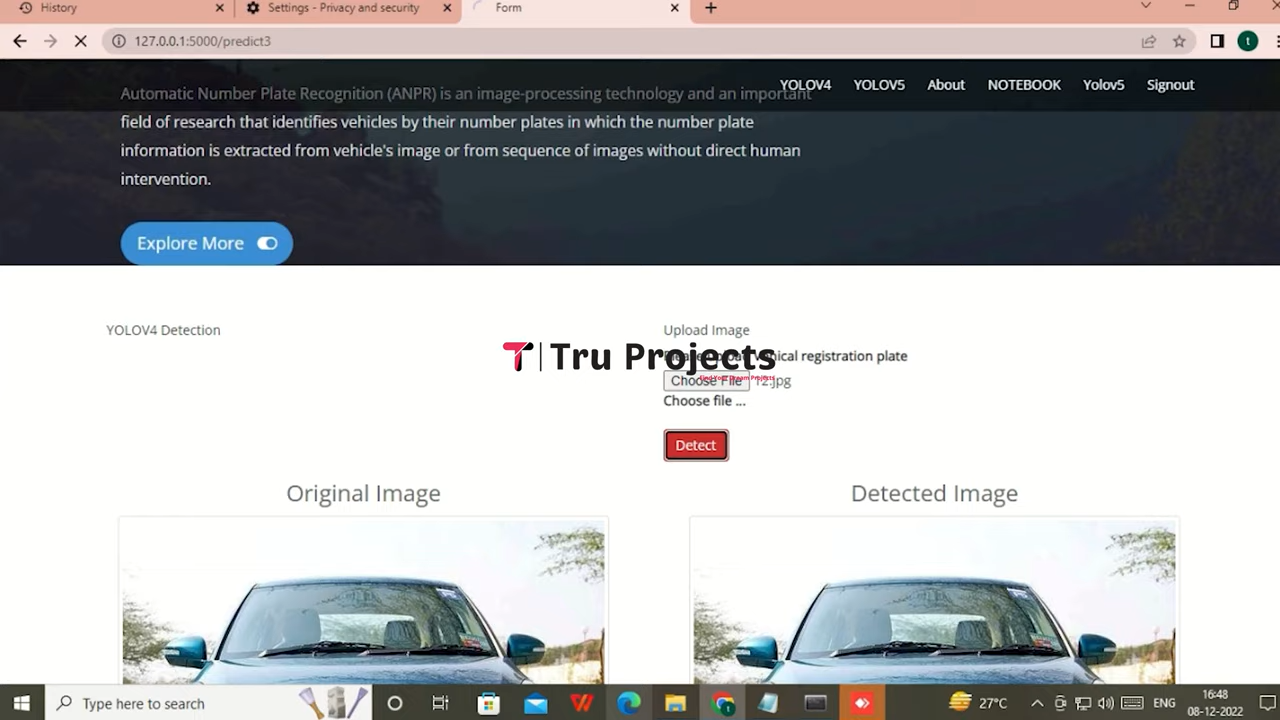 History
Settings - Privacy and security
Form
127.0.0.1:5000/predict3
YOLOV4
YOLOV5
About
NOTEBOOK
Yolov5
Signout
Automatic Number Plate Recognition (ANPR) is an image-processing technology and an important
field of research that identifies vehicles by their number plates in which the number plate
information is extracted from vehicle's image or from sequence of images without direct human
intervention.
Explore More
YOLOV4 Detection
Upload Image
registration plate
Tru Projects
Choose File
12.jpg
Choose file ...
Detect
Original Image
Detected Image
Type here to search
27°C
ENG
16:48
08-12-2022
t